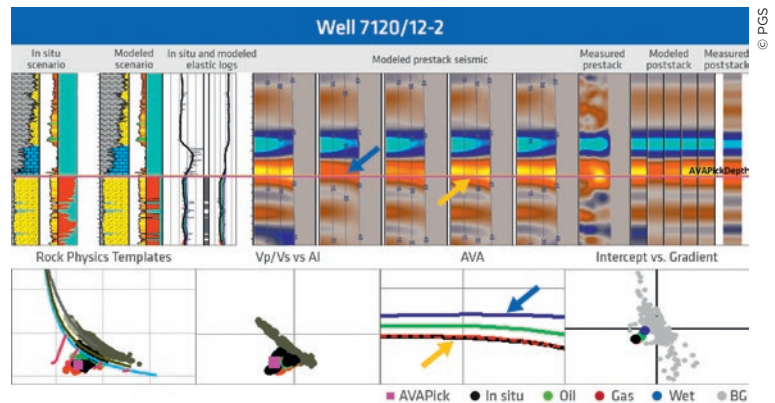 © PGS
Well 7120/12-2
In situ scenario
Modeled scenario
In situ and modeled elastic logs
Modeled prestack seismic
Measured prestack
Modeled poststack
Measured poststack
AVAPickDepth
Rock Physics Templates
Vp/Vs vs AI
AVA
Intercept vs. Gradient
AVAPick
In situ
Oil
Gas
Wet
BG